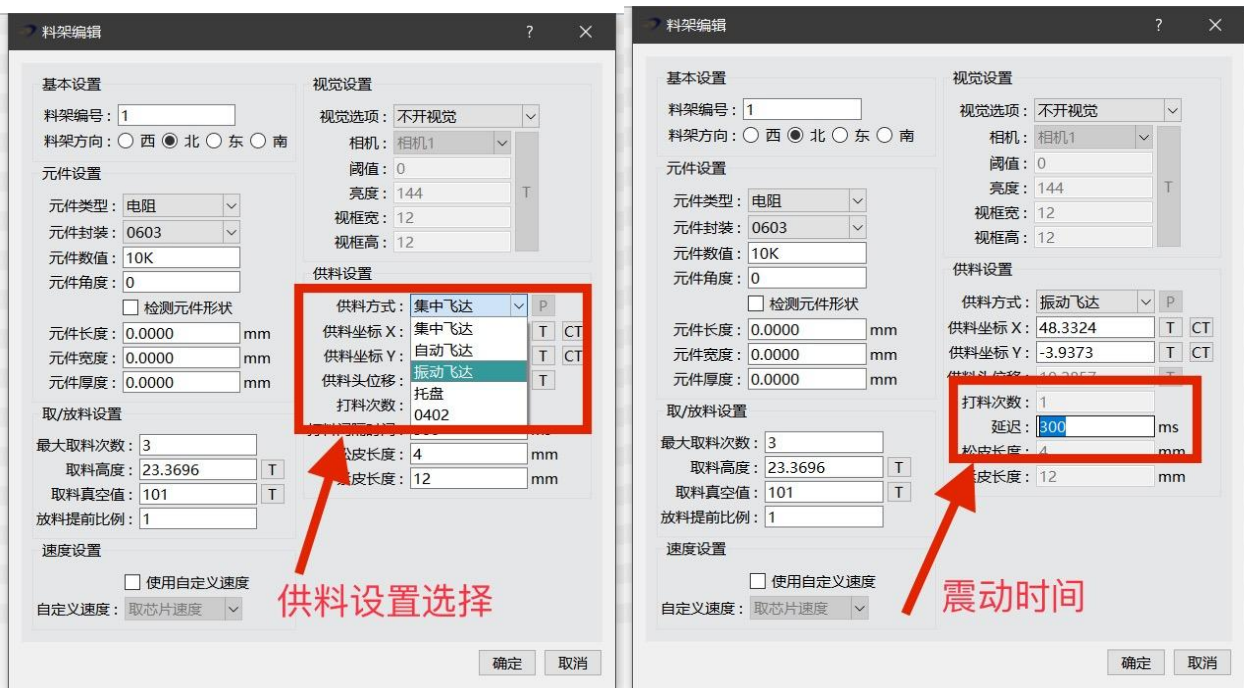 料架编辑
?
×
基本设置
料架编号: 1
料架方向: 西 北 东 南
元件设置
元件类型: 电阻
元件封装: 0603
元件数值: 10K
元件角度: 0
检测元件形状
元件长度: 0.0000 mm
元件宽度: 0.0000 mm
元件厚度: 0.0000 mm
取/放料设置
最大取料次数: 3
取料高度: 23.3696 T
取料真空值: 101 T
放料提前比例: 1
速度设置
使用自定义速度
自定义速度: 取芯片速度
视觉设置
视觉选项: 不开视觉
相机: 相机1
阈值: 0
亮度: 144
视框宽: 12
视框高: 12
T
供料设置
供料方式: 集中飞达 P
供料坐标 X: T CT
供料坐标 Y: T CT
供料头位移: T
打料次数:
集中飞达
自动飞达
振动飞达
托盘
0402
松皮长度: 4 mm
皮长度: 12 mm
供料设置选择
确定
取消
料架编辑
?
×
基本设置
料架编号: 1
料架方向: 西 北 东 南
元件设置
元件类型: 电阻
元件封装: 0603
元件数值: 10K
元件角度: 0
检测元件形状
元件长度: 0.0000 mm
元件宽度: 0.0000 mm
元件厚度: 0.0000 mm
取/放料设置
最大取料次数: 3
取料高度: 23.3696 T
取料真空值: 101 T
放料提前比例: 1
速度设置
使用自定义速度
自定义速度: 取芯片速度
视觉设置
视觉选项: 不开视觉
相机: 相机1
阈值: 0
亮度: 144
视框宽: 12
视框高: 12
T
供料设置
供料方式: 振动飞达 P
供料坐标 X: 48.3324 T CT
供料坐标 Y: -3.9373 T CT
打料次数: 1
延迟: 300 ms
松皮长度: 4 mm
皮长度: 12 mm
震动时间
确定
取消